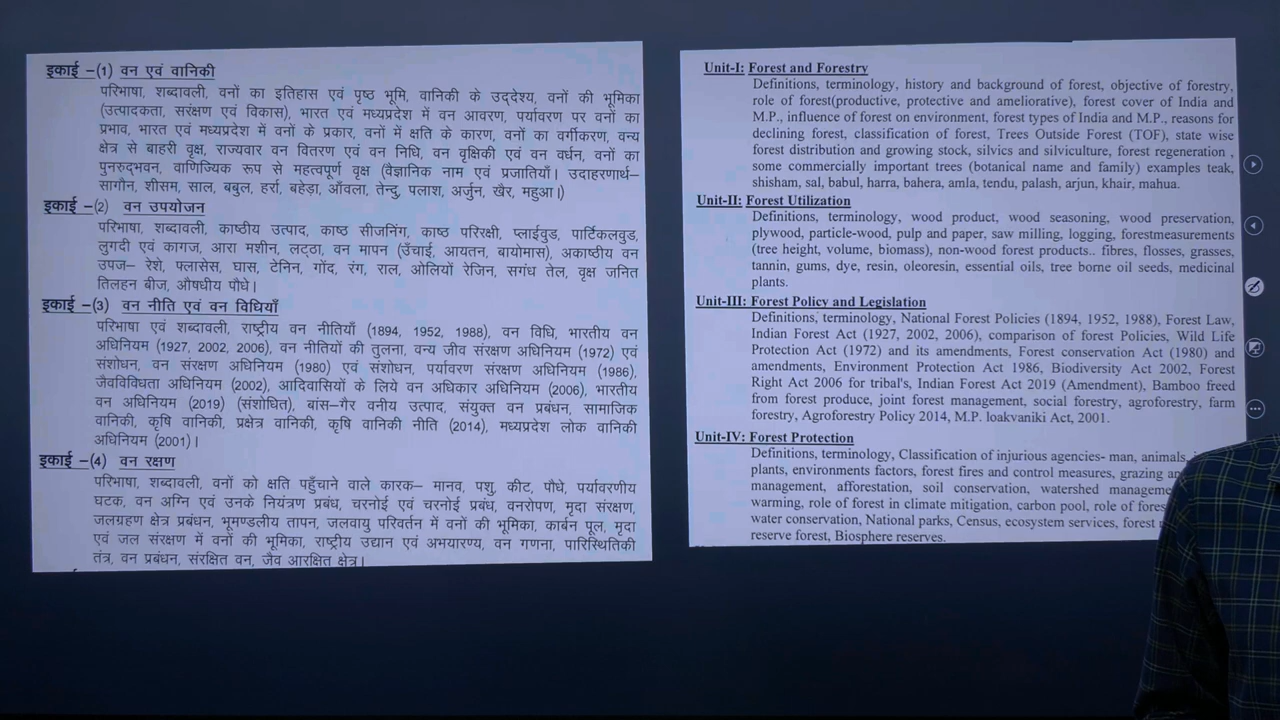 इकाई –(1) वन एवं वानिकी
परिभाषा, शब्दावली, वनों का इतिहास एवं पृष्ठ भूमि, वानिकी के उद्देश्य, वनों की भूमिका
(उत्पादकता, सरंक्षण एवं विकास), भारत एवं मध्यप्रदेश में वन आवरण, पर्यावरण पर वनों का
प्रभाव, भारत एवं मध्यप्रदेश में वनों के प्रकार, वनों में क्षति के कारण, वनों का वर्गीकरण, वन्य
क्षेत्र से बाहरी वृक्ष, राज्यवार वन वितरण एवं वन निधि, वन वृक्षिकी एवं वन वर्धन, वनों का
पुनरुद्भवन, वाणिज्यिक रूप से महत्वपूर्ण वृक्ष (वैज्ञानिक नाम एवं प्रजातियाँ। उदाहरणार्थ–
सागौन, शीसम, साल, बबुल, हर्रा, बहेड़ा, आँवला, तेन्दु, पलाश, अर्जुन, खैर, महुआ।)
इकाई –(2) वन उपयोजन
परिभाषा, शब्दावली, काष्ठीय उत्पाद, काष्ठ सीजनिंग, काष्ठ परिरक्षी, प्लाईवुड, पार्टिकलवुड,
लुगदी एवं कागज, आरा मशीन, लट्ठा, वन मापन (उँचाई, आयतन, बायोमास), अकाष्ठीय वन
उपज– रेशे, फ्लासेस, घास, टेनिन, गोंद, रंग, राल, ओलियों रेजिन, सगंध तेल, वृक्ष जनित
तिलहन बीज, औषधीय पौधे।
इकाई –(3) वन नीति एवं वन विधियाँ
परिभाषा एवं शब्दावली, राष्ट्रीय वन नीतियाँ (1894, 1952, 1988), वन विधि, भारतीय वन
अधिनियम (1927, 2002, 2006), वन नीतियों की तुलना, वन्य जीव संरक्षण अधिनियम (1972) एवं
संशोधन, वन संरक्षण अधिनियम (1980) एवं संशोधन, पर्यावरण संरक्षण अधिनियम (1986),
जैवविविधता अधिनियम (2002), आदिवासियों के लिये वन अधिकार अधिनियम (2006), भारतीय
वन अधिनियम (2019) (संशोधित), बांस–गैर वनीय उत्पाद, संयुक्त वन प्रबंधन, सामाजिक
वानिकी, कृषि वानिकी, प्रक्षेत्र वानिकी, कृषि वानिकी नीति (2014), मध्यप्रदेश लोक वानिकी
अधिनियम (2001)।
इकाई –(4) वन रक्षण
परिभाषा, शब्दावली, वनों को क्षति पहुँचाने वाले कारक– मानव, पशु, कीट, पौधे, पर्यावरणीय
घटक, वन अग्नि एवं उनके नियंत्रण प्रबंध, चरनोई एवं चरनोई प्रबंध, वनरोपण, मृदा संरक्षण,
जलग्रहण क्षेत्र प्रबंधन, भूमण्डलीय तापन, जलवायु परिवर्तन में वनों की भूमिका, कार्बन पूल, मृदा
एवं जल संरक्षण में वनों की भूमिका, राष्ट्रीय उद्यान एवं अभयारण्य, वन गणना, पारिस्थितिकी
तंत्र, वन प्रबंधन, संरक्षित वन, जैव आरक्षित क्षेत्र।
Unit-I: Forest and Forestry
Definitions, terminology, history and background of forest, objective of forestry,
role of forest(productive, protective and ameliorative), forest cover of India and
M.P., influence of forest on environment, forest types of India and M.P., reasons for
declining forest, classification of forest, Trees Outside Forest (TOF), state wise
forest distribution and growing stock, silvics and silviculture, forest regeneration ,
some commercially important trees (botanical name and family) examples teak,
shisham, sal, babul, harra, bahera, amla, tendu, palash, arjun, khair, mahua.
Unit-II: Forest Utilization
Definitions, terminology, wood product, wood seasoning, wood preservation,
plywood, particle-wood, pulp and paper, saw milling, logging, forestmeasurements
(tree height, volume, biomass), non-wood forest products.. fibres, flosses, grasses,
tannin, gums, dye, resin, oleoresin, essential oils, tree borne oil seeds, medicinal
plants.
Unit-III: Forest Policy and Legislation
Definitions, terminology, National Forest Policies (1894, 1952, 1988), Forest Law,
Indian Forest Act (1927, 2002, 2006), comparison of forest Policies, Wild Life
Protection Act (1972) and its amendments, Forest conservation Act (1980) and
amendments, Environment Protection Act 1986, Biodiversity Act 2002, Forest
Right Act 2006 for tribal's, Indian Forest Act 2019 (Amendment), Bamboo freed
from forest produce, joint forest management, social forestry, agroforestry, farm
forestry, Agroforestry Policy 2014, M.P. loakvaniki Act, 2001.
Unit-IV: Forest Protection
Definitions, terminology, Classification of injurious agencies- man, animals,
plants, environments factors, forest fires and control measures, grazing
management, afforestation, soil conservation, watershed
warming, role of forest in climate mitigation, carbon pool, role of
water conservation, National parks, Census, ecosystem services, forest
reserve forest, Biosphere reserves.